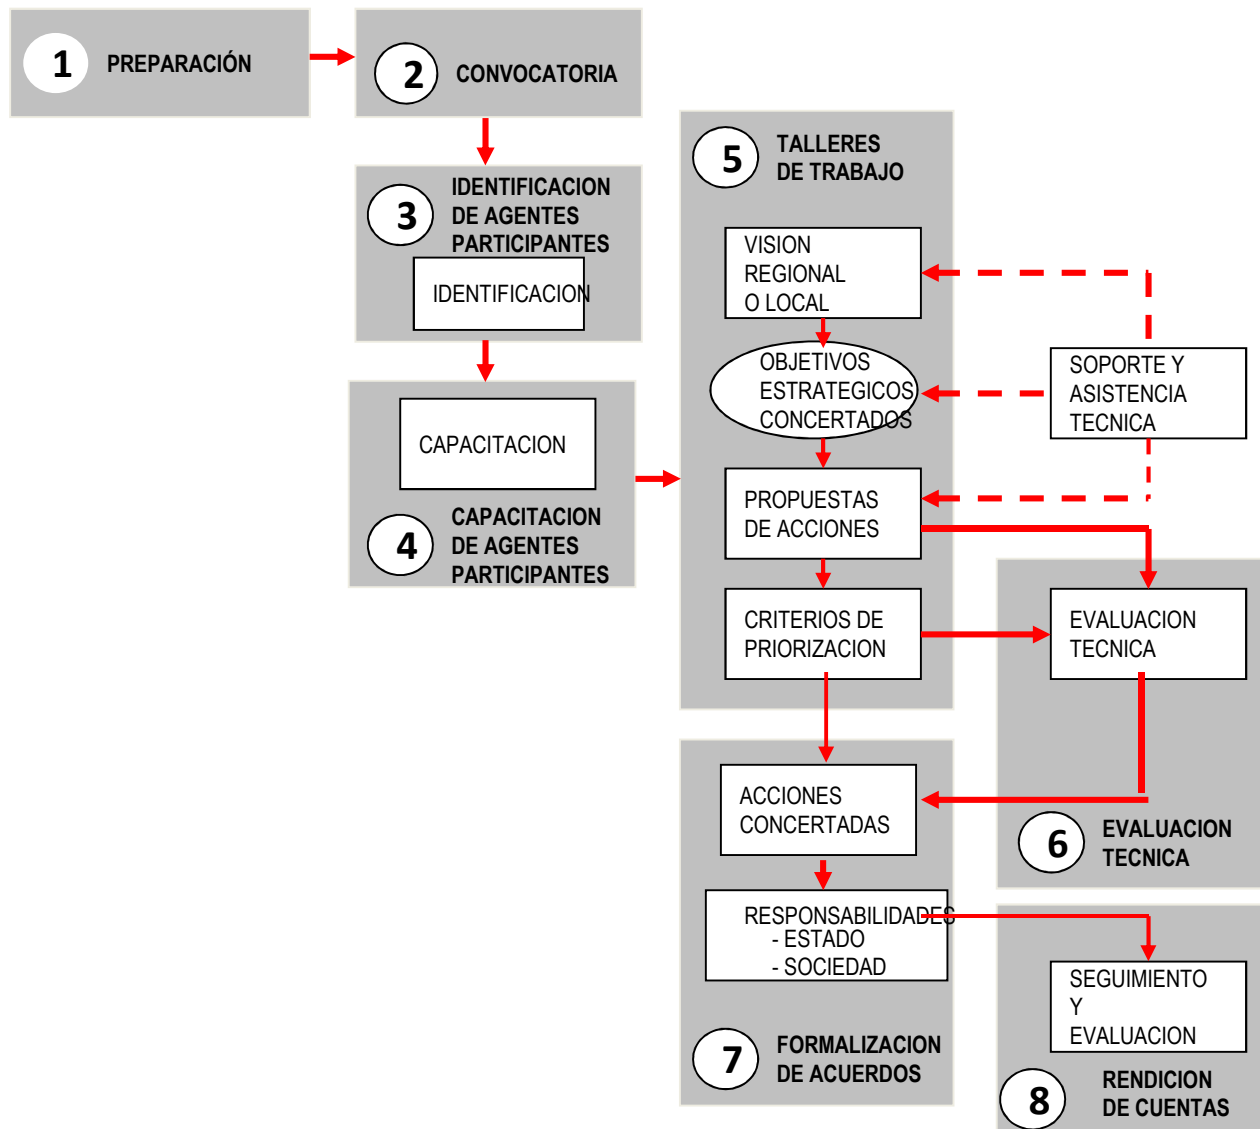 1
PREPARACIÓN
2
CONVOCATORIA
3
IDENTIFICACION
DE AGENTES
PARTICIPANTES
IDENTIFICACION
CAPACITACION
4
CAPACITACION
DE AGENTES
PARTICIPANTES
5
TALLERES
DE TRABAJO
VISION
REGIONAL
O LOCAL
OBJETIVOS
ESTRATEGICOS
CONCERTADOS
SOPORTE Y
ASISTENCIA
TECNICA
PROPUESTAS
DE ACCIONES
CRITERIOS DE
PRIORIZACION
EVALUACION
TECNICA
6
EVALUACION
TECNICA
ACCIONES
CONCERTADAS
RESPONSABILIDADES
- ESTADO
- SOCIEDAD
7
FORMALIZACION
DE ACUERDOS
SEGUIMIENTO
Y
EVALUACION
8
RENDICION
DE CUENTAS